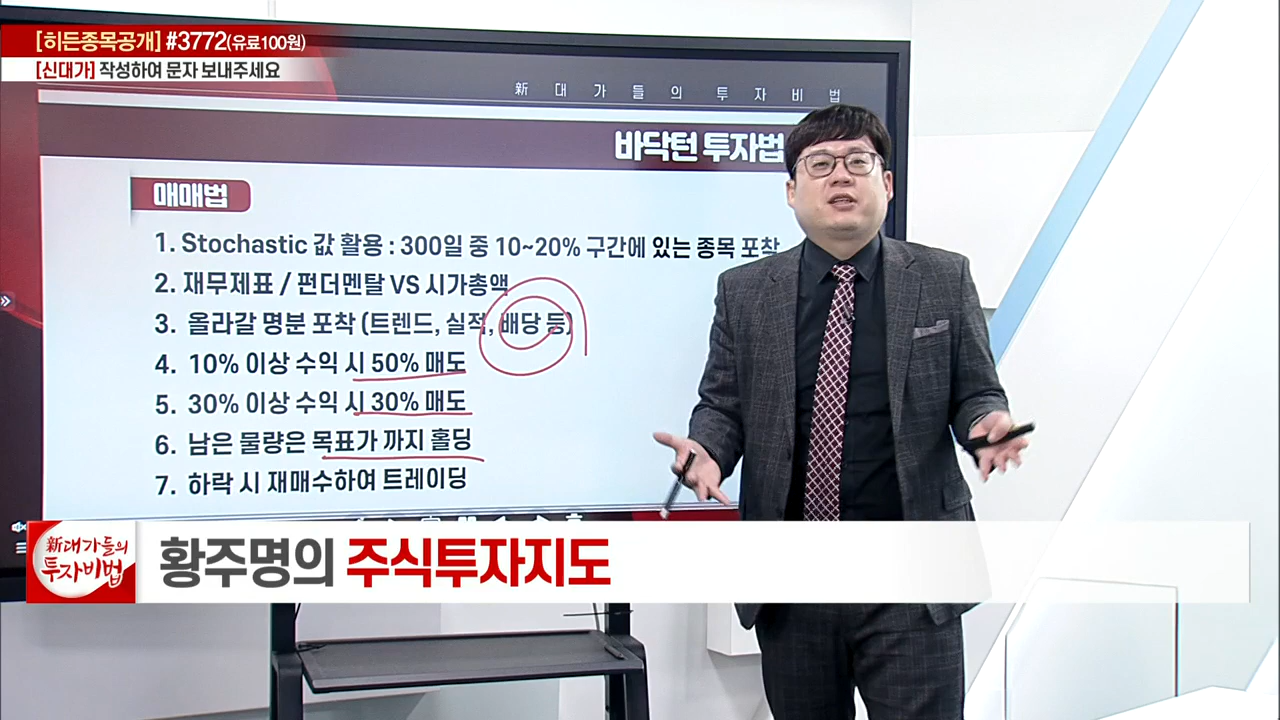 [히든종목공개] #3772(유료100원)
[신대가] 작성하여 문자 보내주세요
新 대 가 들 의 투 자 비 법
바닥턴 투자법
매매법
1. Stochastic 값 활용 : 300일 중 10~20% 구간에 있는 종목 포착
2. 재무제표 / 펀더멘탈 VS 시가총액
3. 올라갈 명분 포착 (트렌드, 실적, 배당 등)
4. 10% 이상 수익 시 50% 매도
5. 30% 이상 수익 시 30% 매도
6. 남은 물량은 목표가 까지 홀딩
7. 하락 시 재매수하여 트레이딩
新대가들의
투자비법
황주명의 주식투자지도